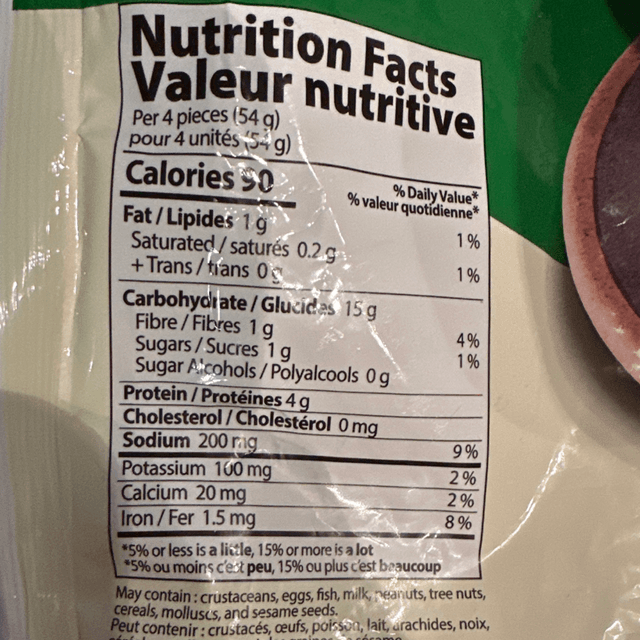 Nutrition Facts
Valeur nutritive
Per 4 pieces (54 g)
pour 4 unités (54 g)
Calories 90
% Daily Value*
% valeur quotidienne*
Fat / Lipides 1 g 1 %
Saturated / saturés 0.2 g
+ Trans / trans 0 g 1 %
Carbohydrate / Glucides 15 g
Fibre / Fibres 1 g 4 %
Sugars / Sucres 1 g 1 %
Sugar Alcohols / Polyalcools 0 g
Protein / Protéines 4 g
Cholesterol / Cholestérol 0 mg
Sodium 200 mg 9 %
Potassium 100 mg 2 %
Calcium 20 mg 2 %
Iron / Fer 1.5 mg 8 %
*5% or less is a little, 15% or more is a lot
*5% ou moins c'est peu, 15% ou plus c'est beaucoup
May contain : crustaceans, eggs, fish, milk, peanuts, tree nuts,
cereals, molluscs, and sesame seeds.
Peut contenir : crustacés, œufs, poisson, lait, arachides, noix,